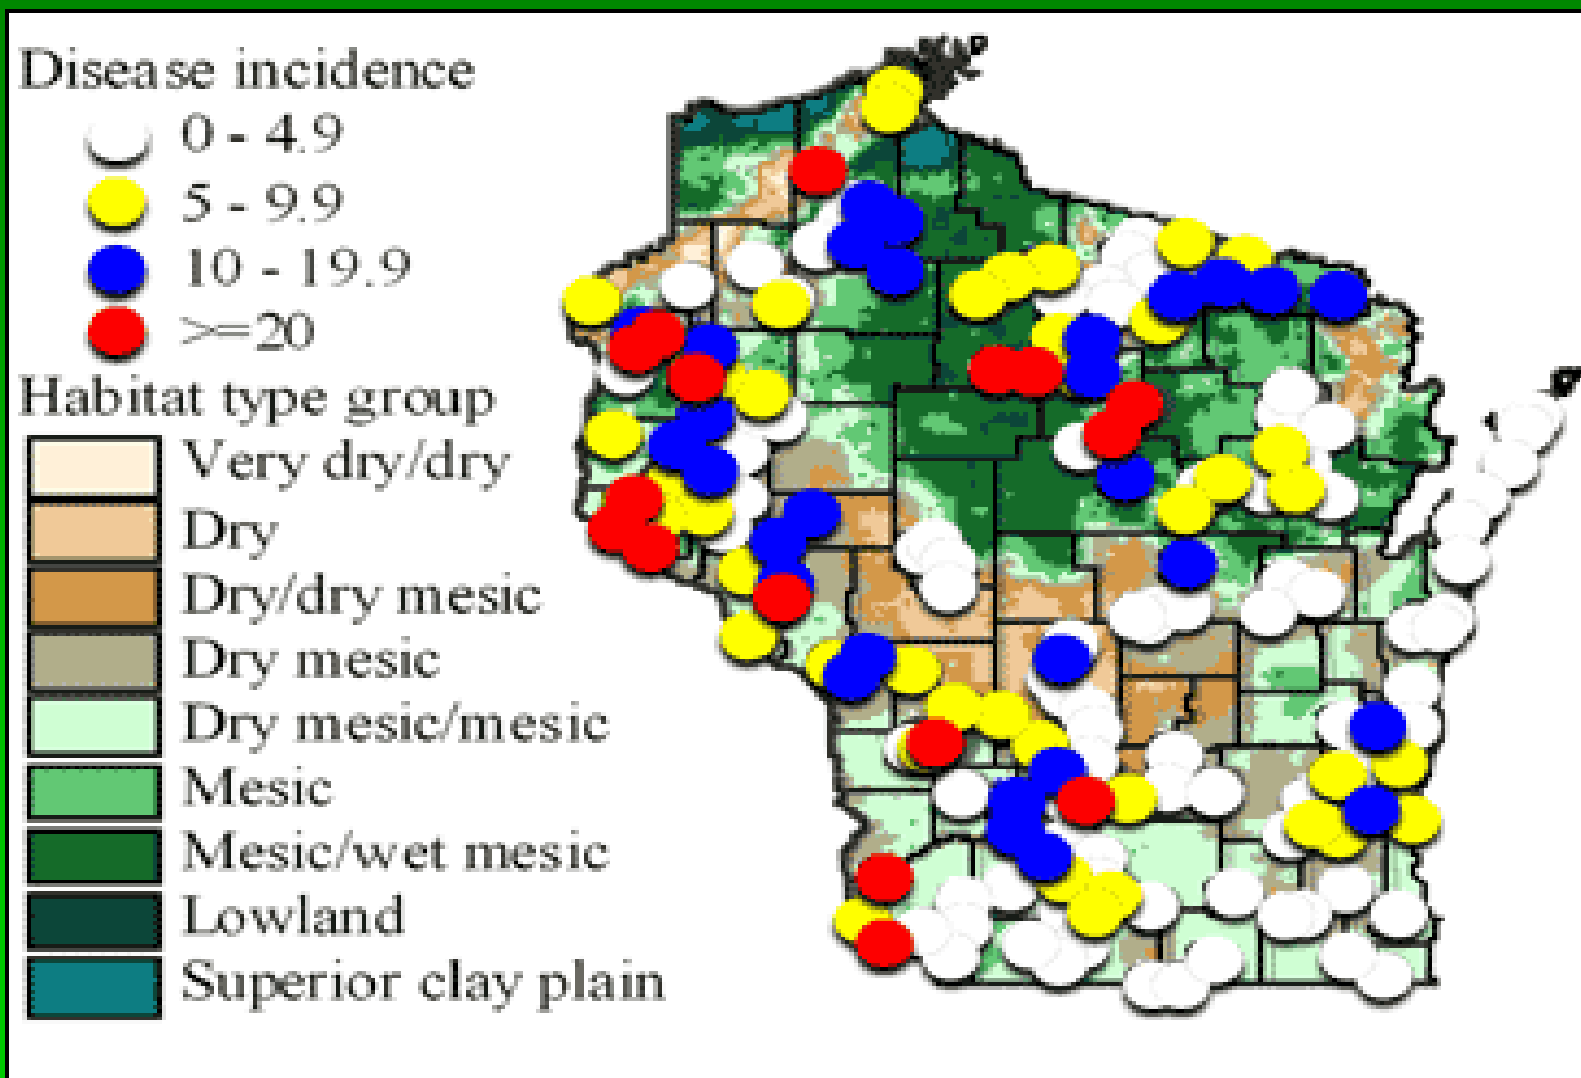 Disease incidence
0 - 4.9
5 - 9.9
10 - 19.9
>=20
Habitat type group
Very dry/dry
Dry
Dry/dry mesic
Dry mesic
Dry mesic/mesic
Mesic
Mesic/wet mesic
Lowland
Superior clay plain